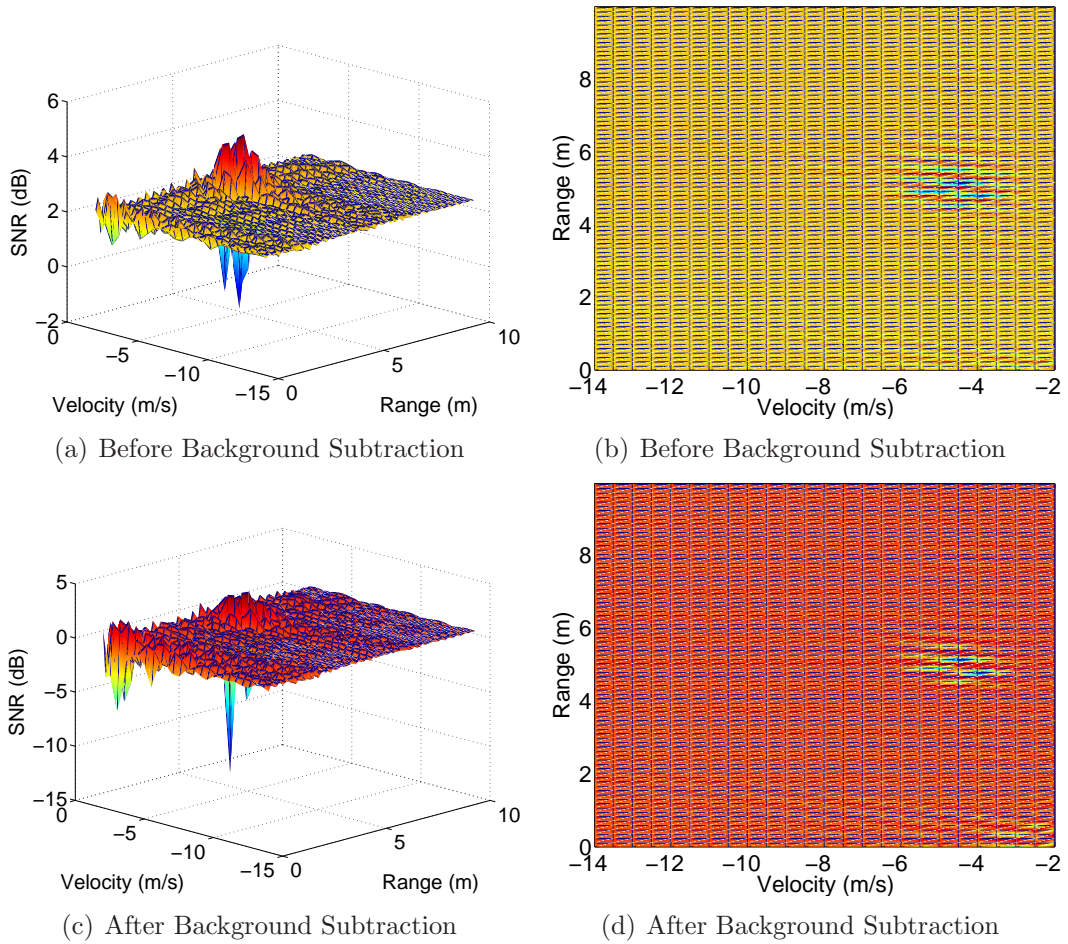 6
4
2
0
−2
SNR (dB)
0
−5
−10
−15
Velocity (m/s)
0
5
10
Range (m)
(a) Before Background Subtraction
8
6
4
2
0
Range (m)
−14 −12 −10 −8 −6 −4 −2
Velocity (m/s)
(b) Before Background Subtraction
5
0
−5
−10
−15
SNR (dB)
0
−5
−10
−15
Velocity (m/s)
0
5
10
Range (m)
(c) After Background Subtraction
8
6
4
2
0
Range (m)
−14 −12 −10 −8 −6 −4 −2
Velocity (m/s)
(d) After Background Subtraction